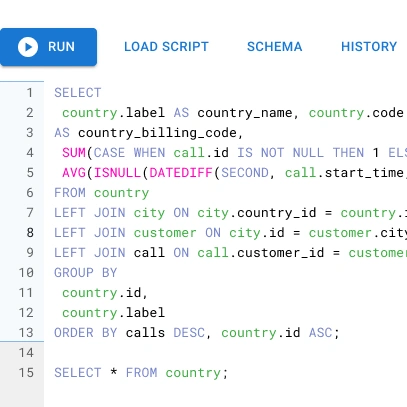 RUN LOAD SCRIPT SCHEMA HISTORY
1 SELECT
2 country.label AS country_name, country.code
3 AS country_billing_code,
4 SUM(CASE WHEN call.id IS NOT NULL THEN 1
5 AVG(ISNULL(DATEDIFF(SECOND, call.start_time,
6 FROM country
7 LEFT JOIN city ON city.country_id = country.
8 LEFT JOIN customer ON city.id = customer.
9 LEFT JOIN call ON call.customer_id =
10 GROUP BY
11 country.id,
12 country.label
13 ORDER BY calls DESC, country.id ASC;
14
15 SELECT * FROM country;